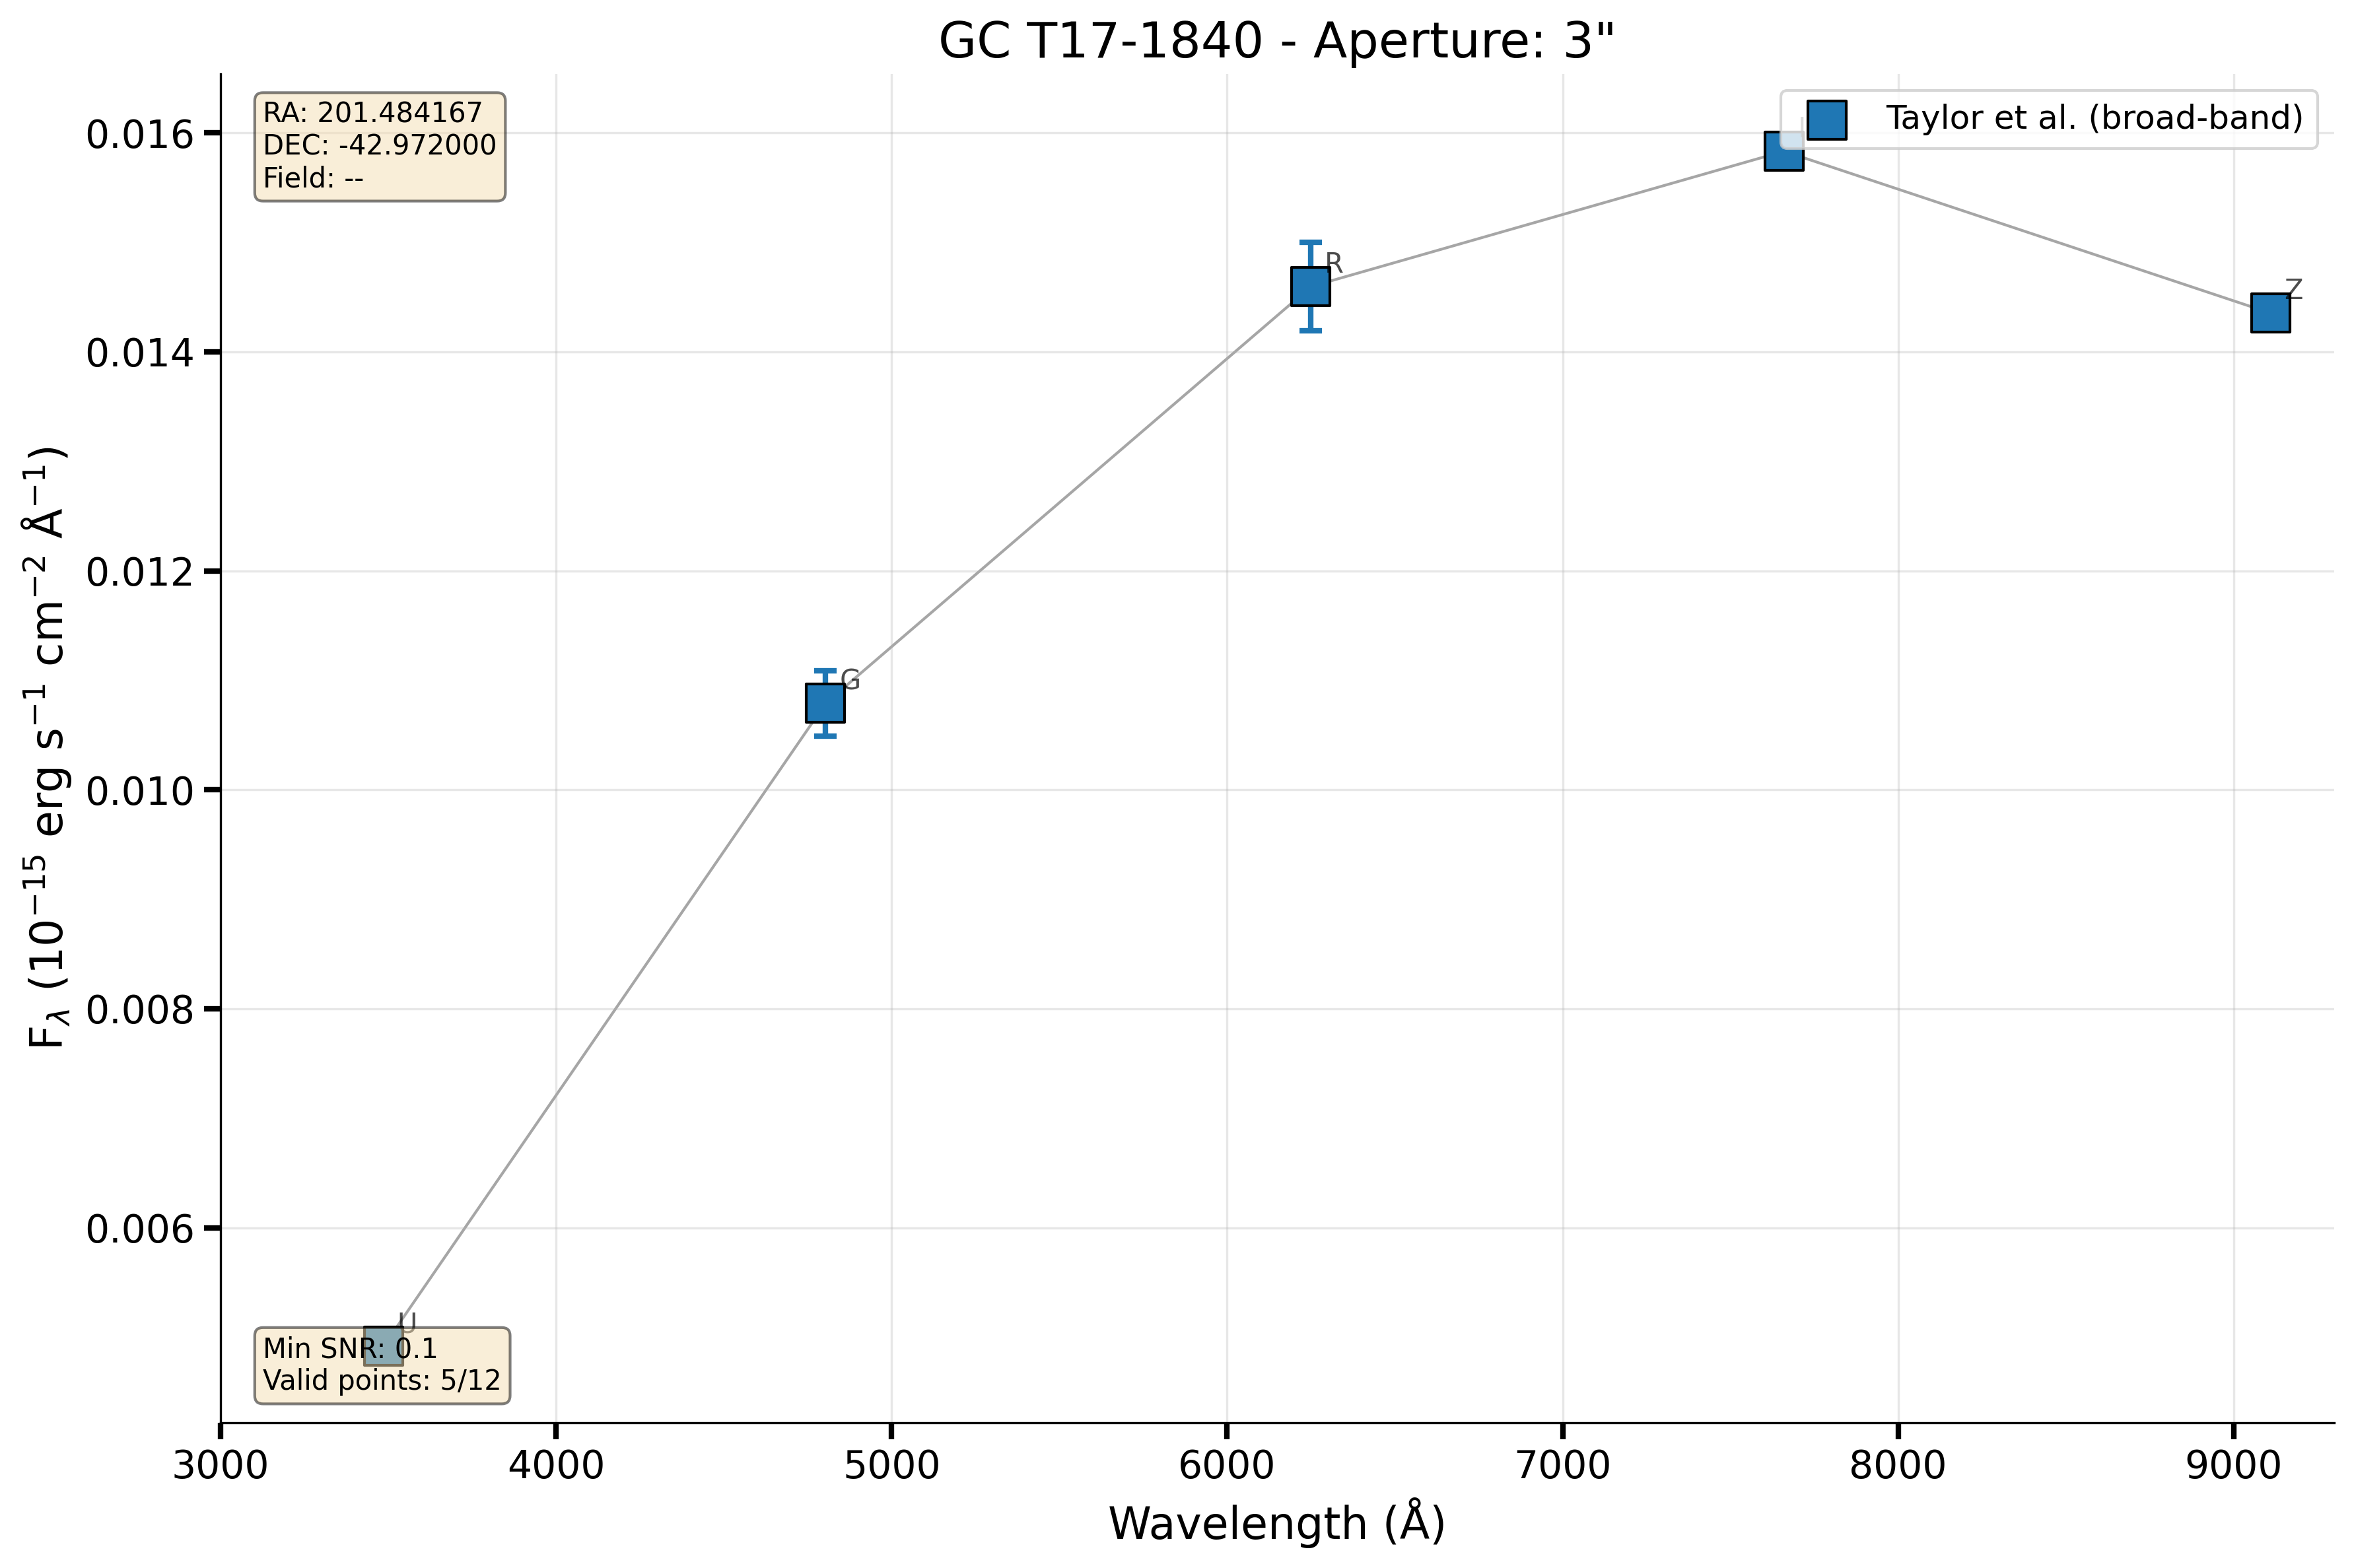 GC T17-1840 - Aperture: 3"
RA: 201.484167
DEC: -42.972000
Field: --
Taylor et al. (broad-band)
I
R
Z
G
U
Min SNR: 0.1
Valid points: 5/12
0.016
0.014
0.012
0.010
0.008
0.006
F_λ (10⁻¹⁵ erg s⁻¹ cm⁻² Å⁻¹)
3000 4000 5000 6000 7000 8000 9000
Wavelength (Å)